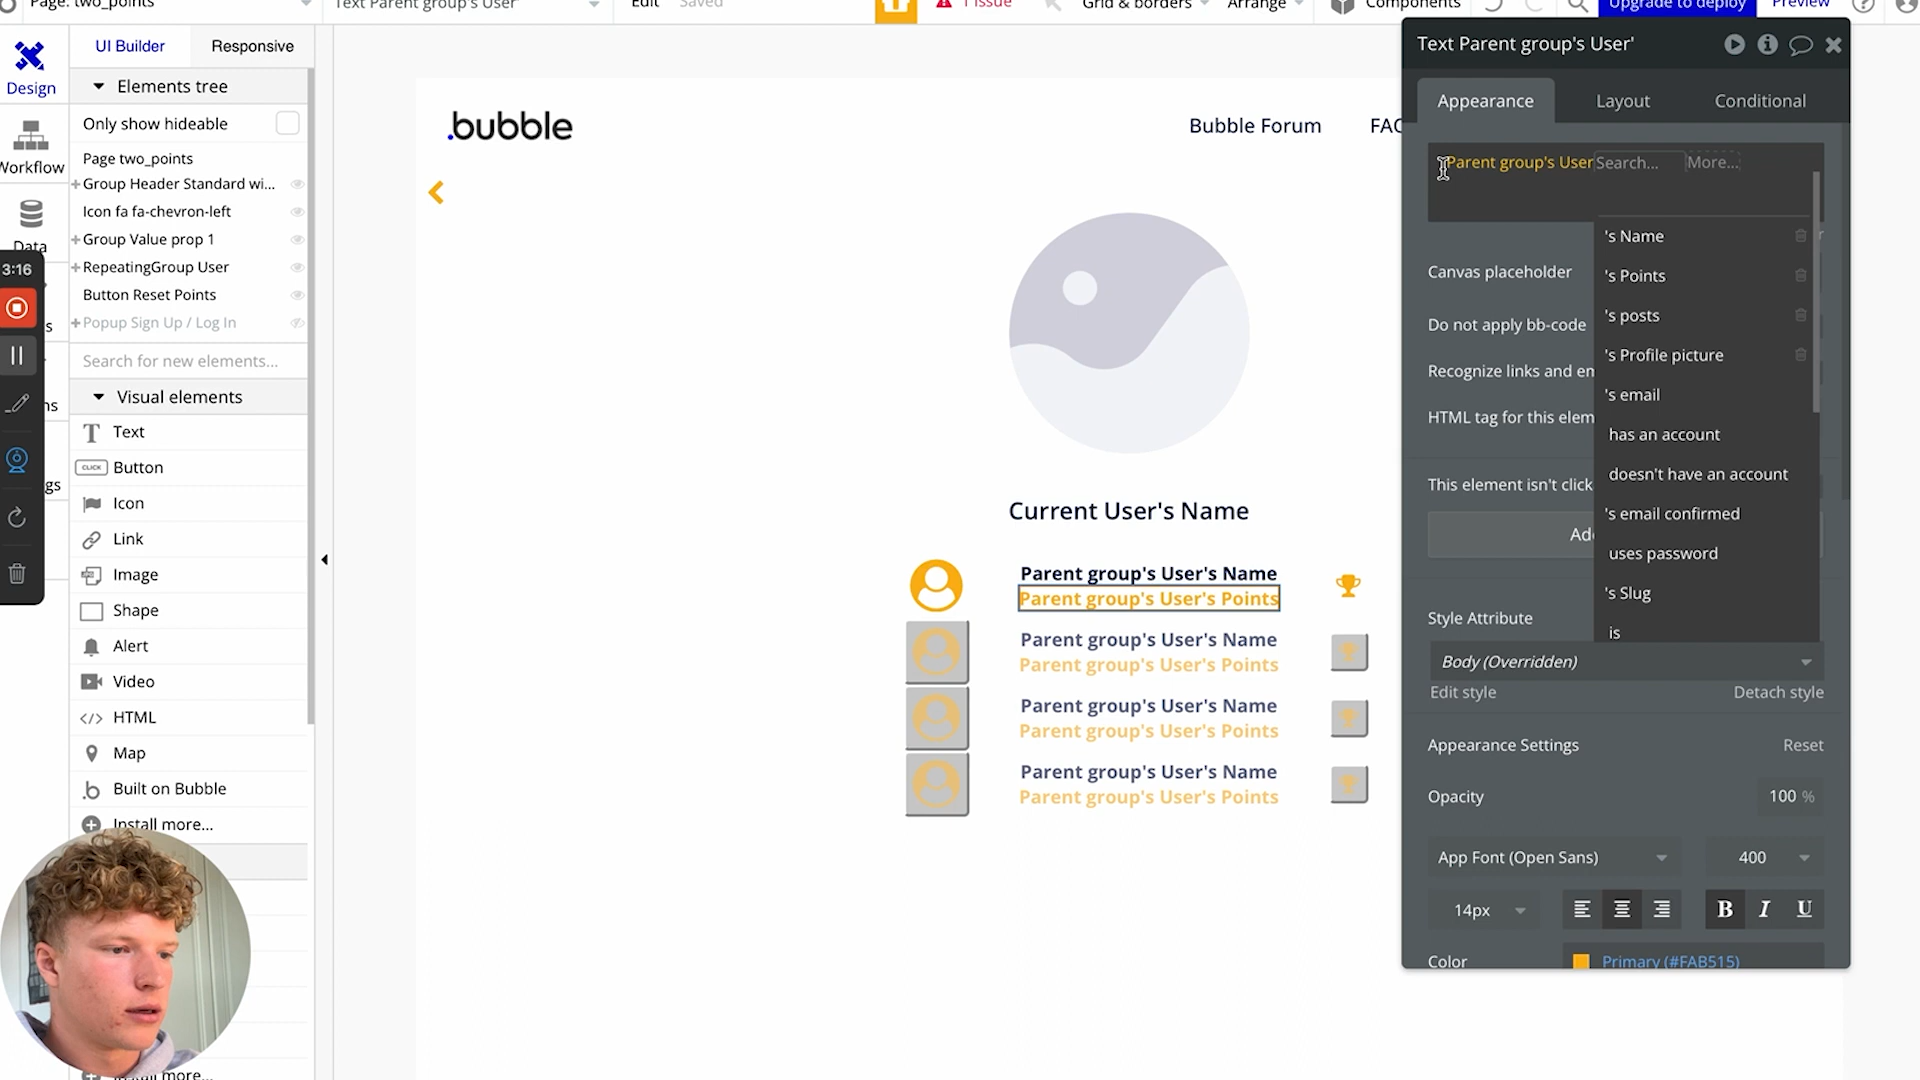 Page: two_points
Text Parent group's User'
Edit
Saved
1 issue
Grid & borders
Arrange
Components
Upgrade to deploy
Preview
Design
Workflow
Data
UI Builder
Responsive
Elements tree
Only show hideable
Page two_points
Group Header Standard wi...
Icon fa fa-chevron-left
Group Value prop 1
RepeatingGroup User
Button Reset Points
Popup Sign Up / Log In
Search for new elements...
Visual elements
Text
CLICK
Button
Icon
Link
Image
Shape
Alert
Video
HTML
Map
Built on Bubble
Install more...
Install more...
3:16
s
ns
gs
.bubble
Bubble Forum
FAQ
Current User's Name
Parent group's User's Name
Parent group's User's Points
Parent group's User's Name
Parent group's User's Points
Parent group's User's Name
Parent group's User's Points
Parent group's User's Name
Parent group's User's Points
Text Parent group's User'
Appearance
Layout
Conditional
Parent group's User
Search...
More...
's Name
's Points
's posts
's Profile picture
's email
has an account
doesn't have an account
's email confirmed
uses password
's Slug
is
r
Canvas placeholder
Do not apply bb-code
Recognize links and em
HTML tag for this elem
This element isn't click
Add
Style Attribute
Body (Overridden)
Edit style
Detach style
Appearance Settings
Reset
Opacity
100 %
App Font (Open Sans)
400
14px
B
I
U
Color
Primary (#FAB515)